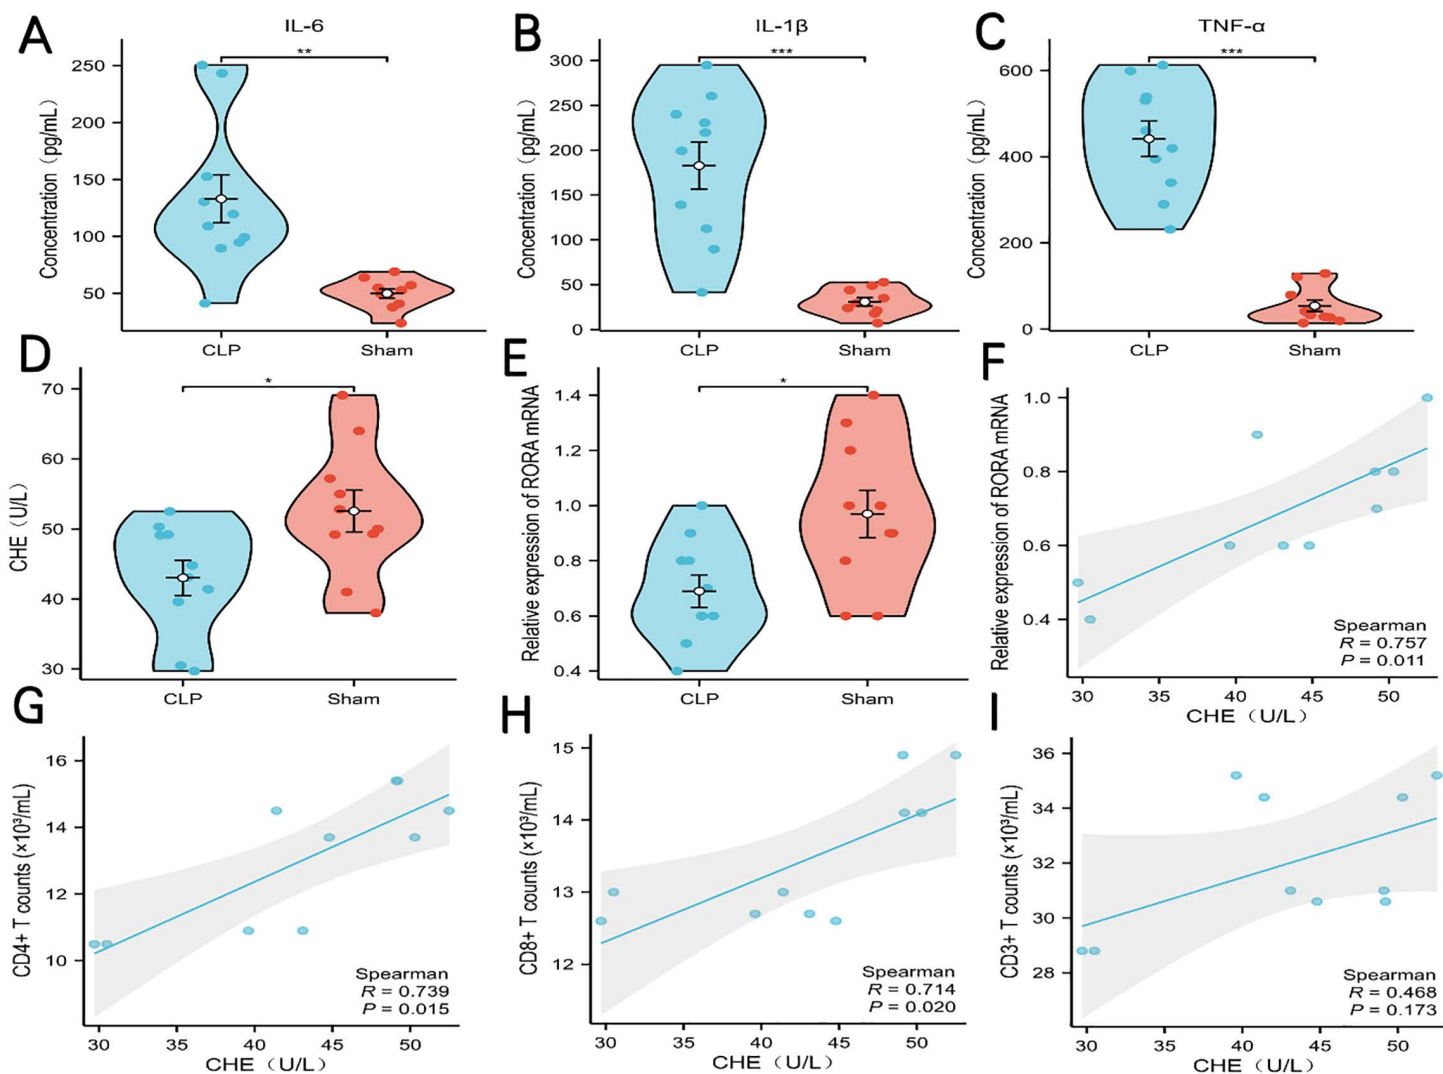 A
IL-6
**
Concentration（pg/mL）
250
200
150
100
50
CLP
Sham
B
IL-1β
***
Concentration（pg/mL）
300
250
200
150
100
50
0
CLP
Sham
C
TNF-α
***
Concentration（pg/mL）
600
400
200
0
CLP
Sham
D
*
CHE（U/L）
70
60
50
40
30
CLP
Sham
E
*
Relative expression of RORA mRNA
1.4
1.2
1.0
0.8
0.6
0.4
CLP
Sham
F
Relative expression of RORA mRNA
1.0
0.8
0.6
0.4
Spearman
R = 0.757
P = 0.011
30 35 40 45 50
CHE（U/L）
G
CD4+ T counts (×10³/mL)
16
14
12
10
Spearman
R = 0.739
P = 0.015
30 35 40 45 50
CHE（U/L）
H
CD8+ T counts (×10³/mL)
15
14
13
12
Spearman
R = 0.714
P = 0.020
30 35 40 45 50
CHE（U/L）
I
CD3+ T counts (×10³/mL)
36
34
32
30
28
Spearman
R = 0.468
P = 0.173
30 35 40 45 50
CHE（U/L）